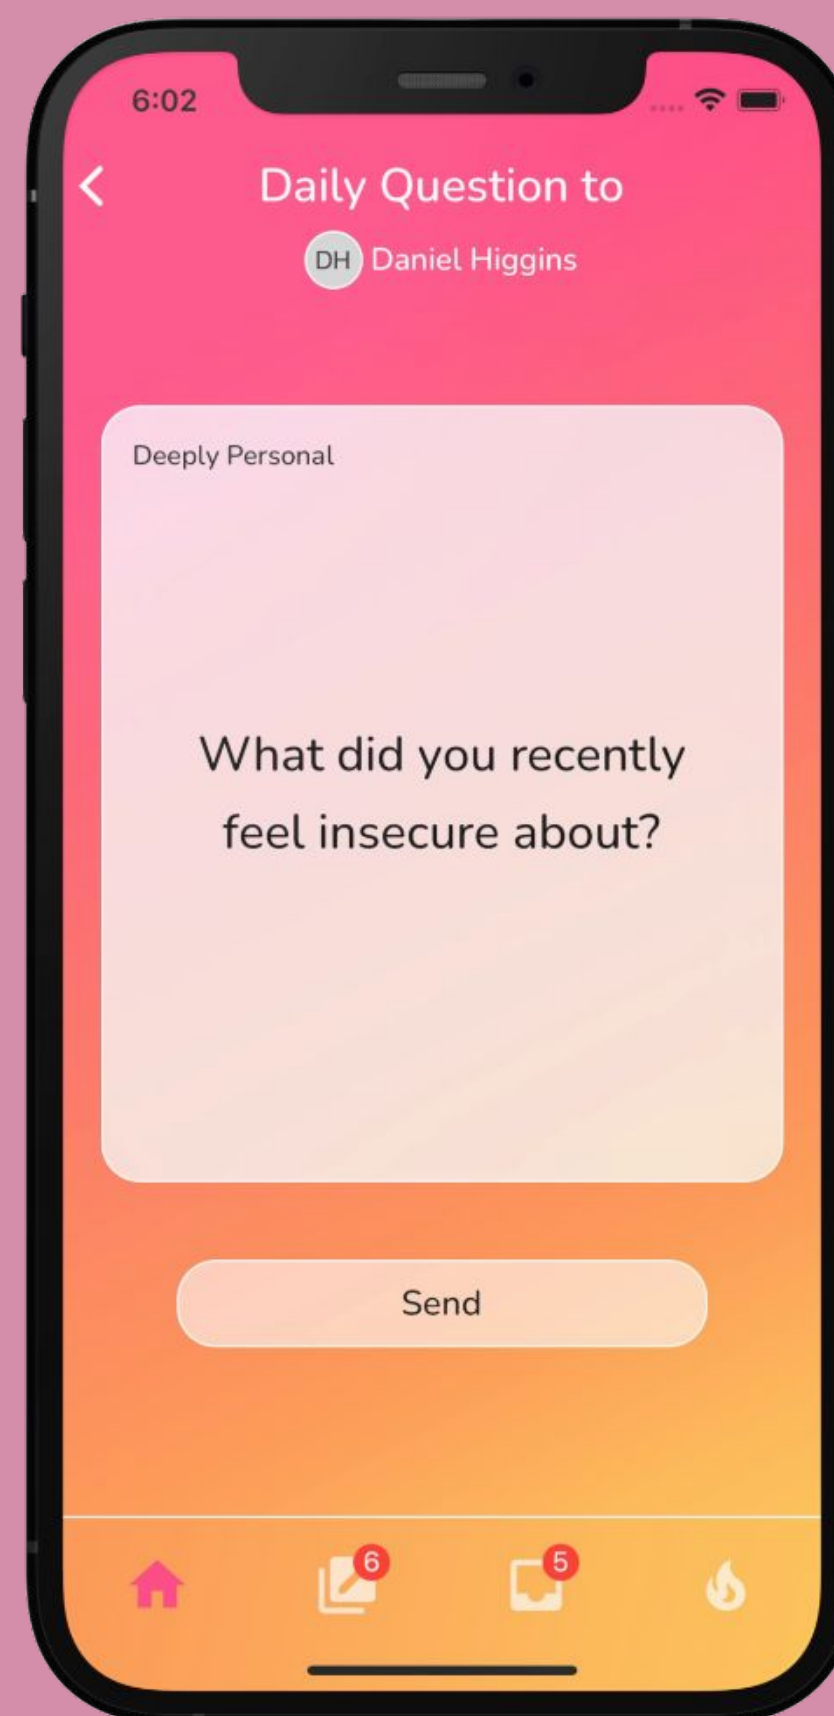 6:02
Daily Question to
DH Daniel Higgins
Deeply Personal
What did you recently
feel insecure about?
Send
6
5